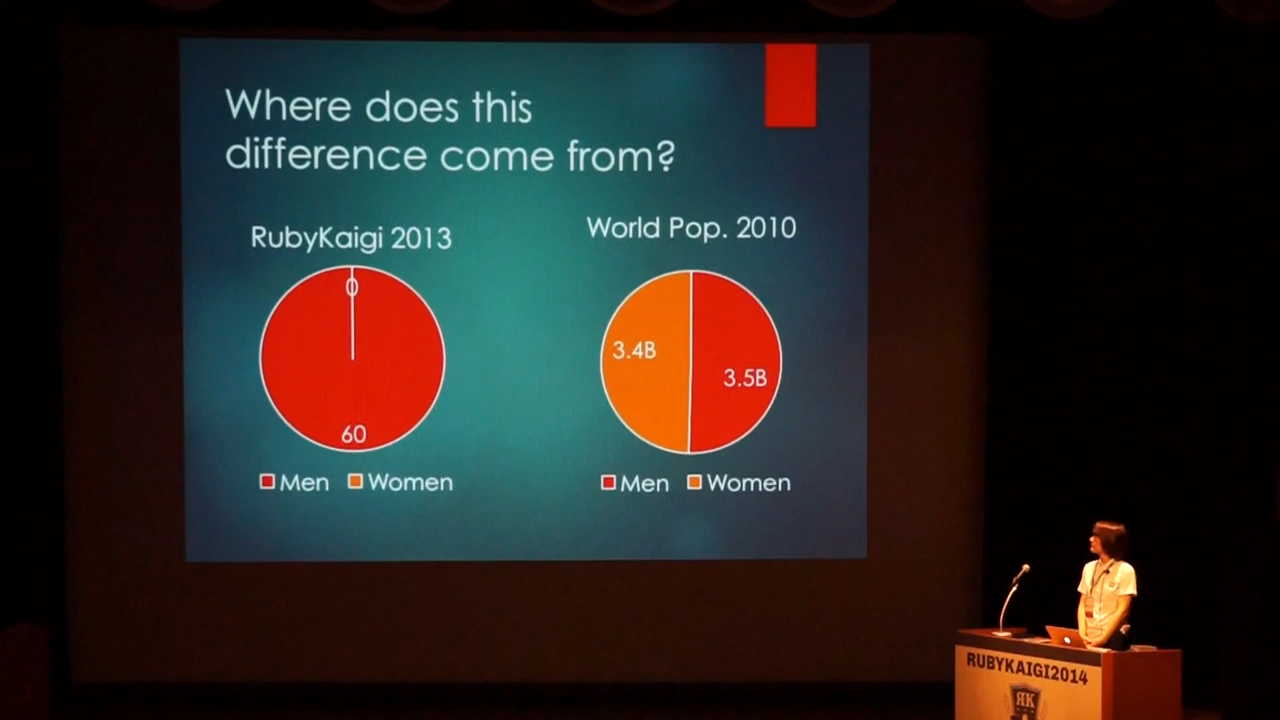 Where does this
difference come from?
RubyKaigi 2013
0
60
Men Women
World Pop. 2010
3.4B
3.5B
Men Women
RUBYKAIGI2014
RK